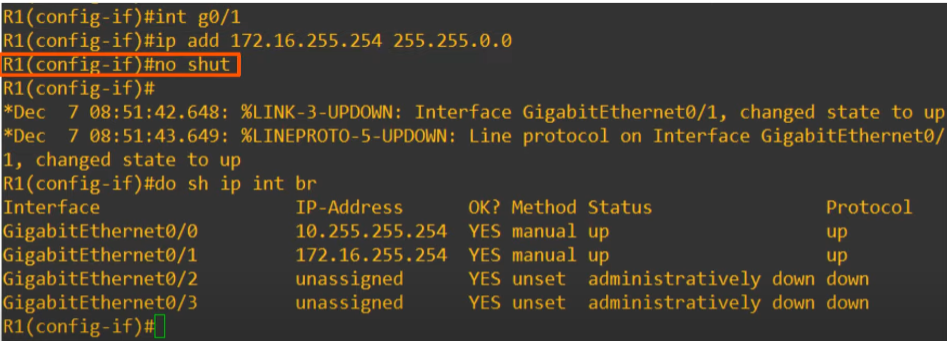 R1(config-if)#int g0/1
R1(config-if)#ip add 172.16.255.254 255.255.0.0
R1(config-if)#no shut
R1(config-if)#
*Dec  7 08:51:42.648: %LINK-3-UPDOWN: Interface GigabitEthernet0/1, changed state to up
*Dec  7 08:51:43.649: %LINEPROTO-5-UPDOWN: Line protocol on Interface GigabitEthernet0/
1, changed state to up
R1(config-if)#do sh ip int br
Interface                  IP-Address      OK? Method Status                Protocol
GigabitEthernet0/0         10.255.255.254  YES manual up                    up
GigabitEthernet0/1         172.16.255.254  YES manual up                    up
GigabitEthernet0/2         unassigned      YES unset  administratively down down
GigabitEthernet0/3         unassigned      YES unset  administratively down down
R1(config-if)#